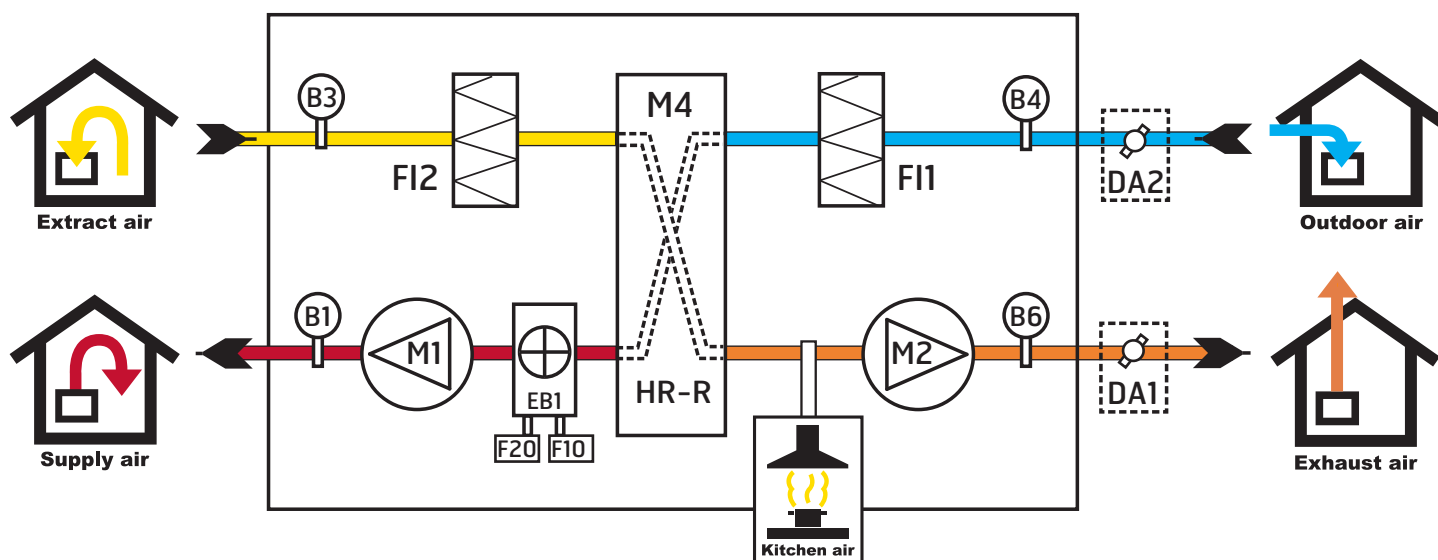 B3
M4
B4
FI2
FI1
DA2
Extract air
Outdoor air
B1
M1
EB1
F20
F10
HR-R
M2
B6
DA1
Supply air
Exhaust air
Kitchen air